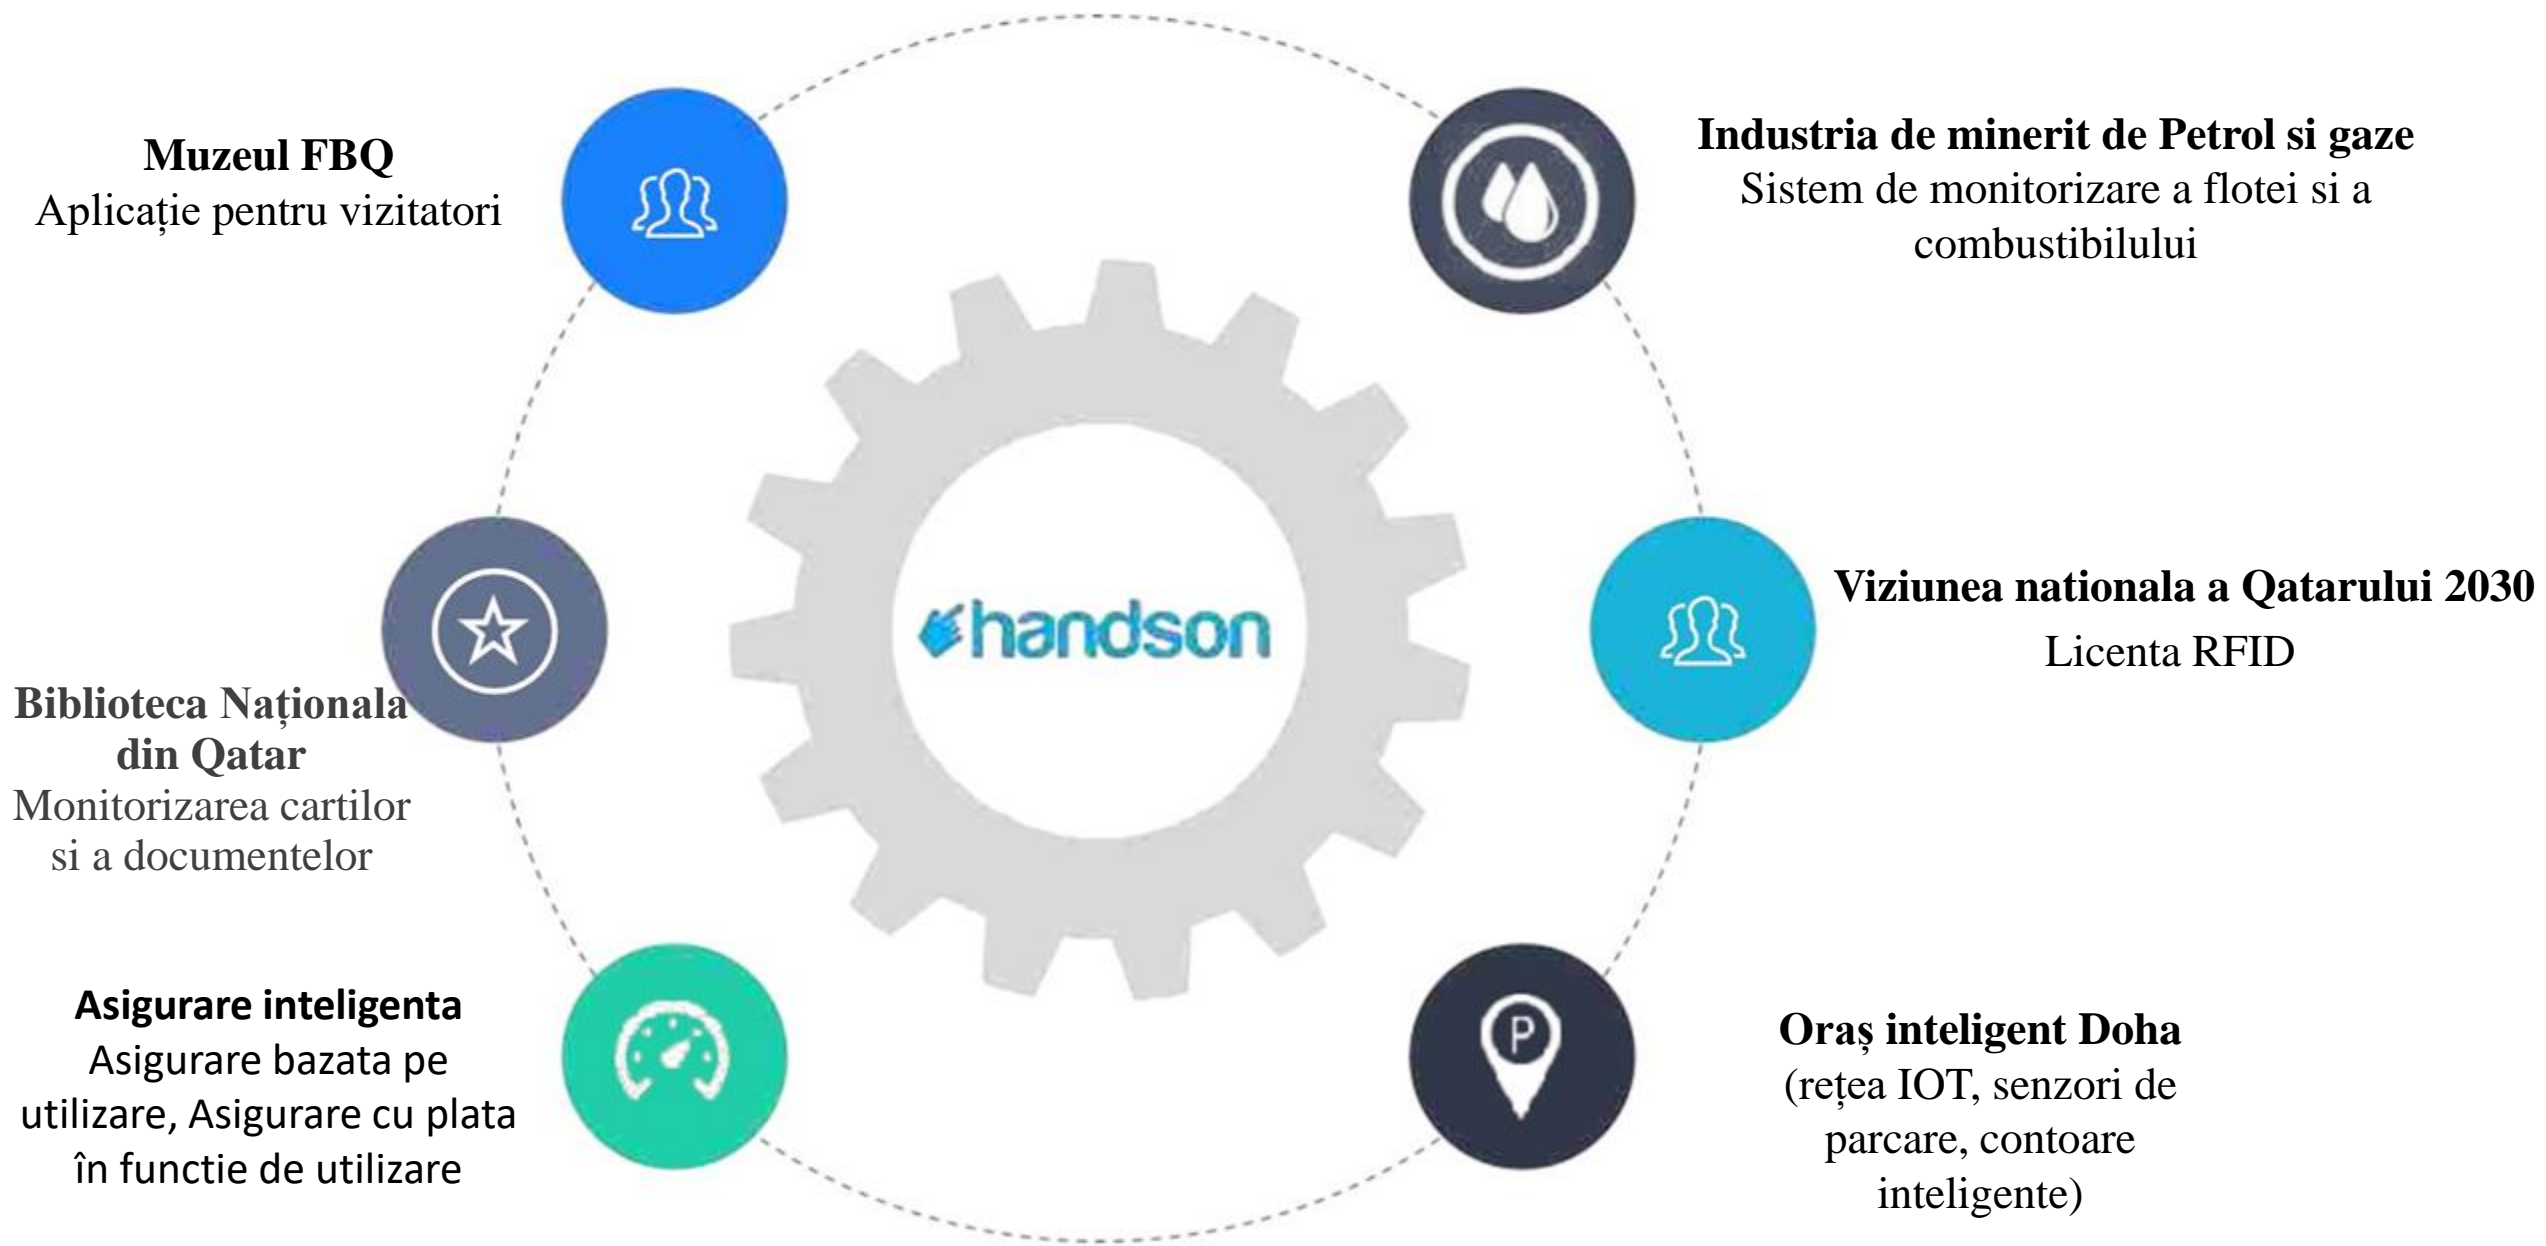 Muzeul FBQ
Aplicație pentru vizitatori
Industria de minerit de Petrol si gaze
Sistem de monitorizare a flotei si a
combustibilului
handson
Viziunea nationala a Qatarului 2030
Licenta RFID
Biblioteca Naționala
din Qatar
Monitorizarea cartilor
si a documentelor
Asigurare inteligenta
Asigurare bazata pe
utilizare, Asigurare cu plata
în functie de utilizare
P
Oraș inteligent Doha
(rețea IOT, senzori de
parcare, contoare
inteligente)